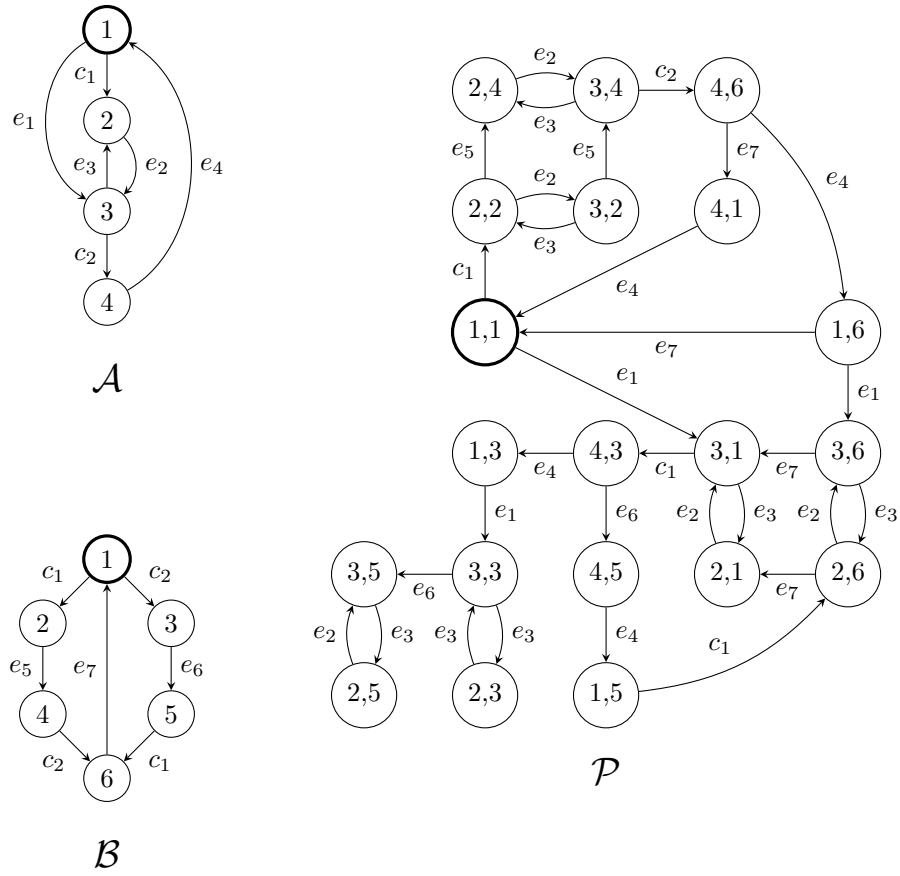 1
c₁
e₁
2
e₃ e₂ e₄
3
c₂
4
𝒜
1
c₁ c₂
2 3
e₅ e₇ e₆
4 5
c₂ c₁
6
ℬ
e₂
2,4 3,4 c₂ 4,6
e₃
e₅ e₅ e₇
e₂ e₄
2,2 3,2 4,1
e₃
c₁
e₄
1,1 1,6
e₇
e₁ e₁
1,3 4,3 3,1 3,6
e₄ c₁ e₇
e₁ e₆ e₂ e₃ e₂ e₃
3,5 3,3 4,5 2,1 2,6
e₆ e₇
e₂ e₃ e₃ e₃ e₄ c₁
2,5 2,3 1,5
𝒫